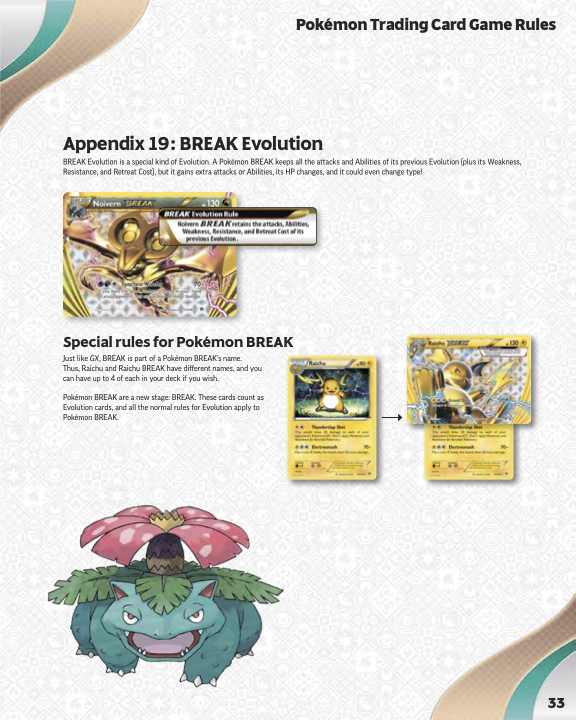 Pokémon Trading Card Game Rules
Appendix 19: BREAK Evolution
BREAK Evolution is a special kind of Evolution. A Pokémon BREAK keeps all the attacks and Abilities of its previous Evolution (plus its Weakness,
Resistance, and Retreat Cost), but it gains extra attacks or Abilities, its HP changes, and it could even change type!
Noivern BREAK HP 130
BREAK Evolution Rule
Noivern BREAK retains the attacks, Abilities,
Weakness, Resistance, and Retreat Cost of its
previous Evolution.
Special rules for Pokémon BREAK
Just like GX, BREAK is part of a Pokémon BREAK's name.
Thus, Raichu and Raichu BREAK have different names, and you
can have up to 4 of each in your deck if you wish.
Pokémon BREAK are a new stage: BREAK. These cards count as
Evolution cards, and all the normal rules for Evolution apply to
Pokémon BREAK.
Raichu
Thunderclap Shot
Electrosmash
Raichu BREAK
Thunderclap Shot
Electrosmash
33